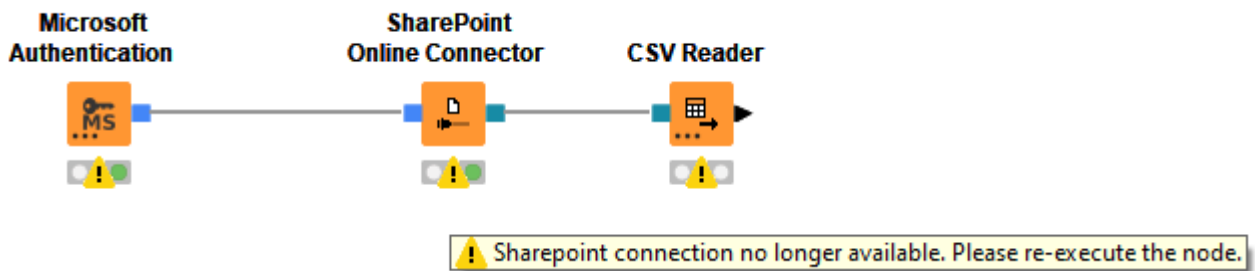 Microsoft
Authentication
SharePoint
Online Connector
CSV Reader
MS
Sharepoint connection no longer available. Please re-execute the node.